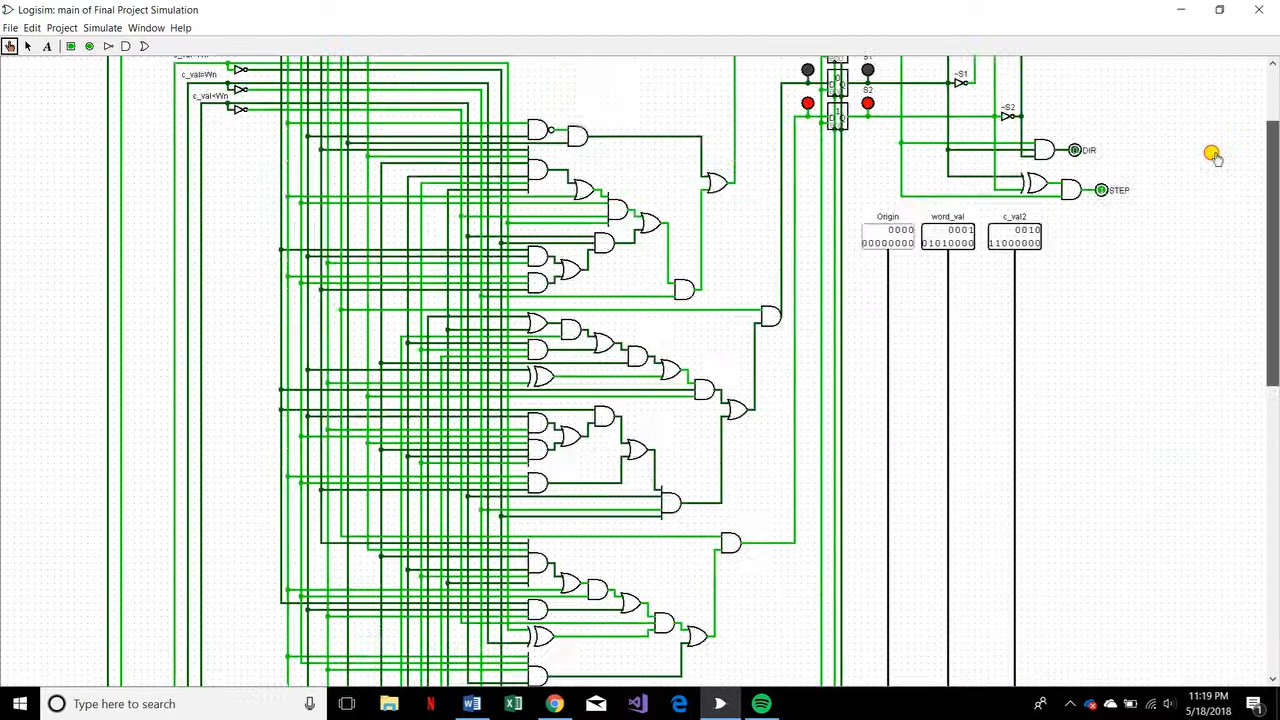 Logisim: main of Final Project Simulation
File Edit Project Simulate Window Help
A
c_val=Wn
c_val<Wn
S2
~S1
~S2
DIR
STEP
D Q
1
D Q
Origin
0000
00000000
word_val
0001
01010000
c_val2
0010
11000000
Type here to search
11:19 PM
5/18/2018